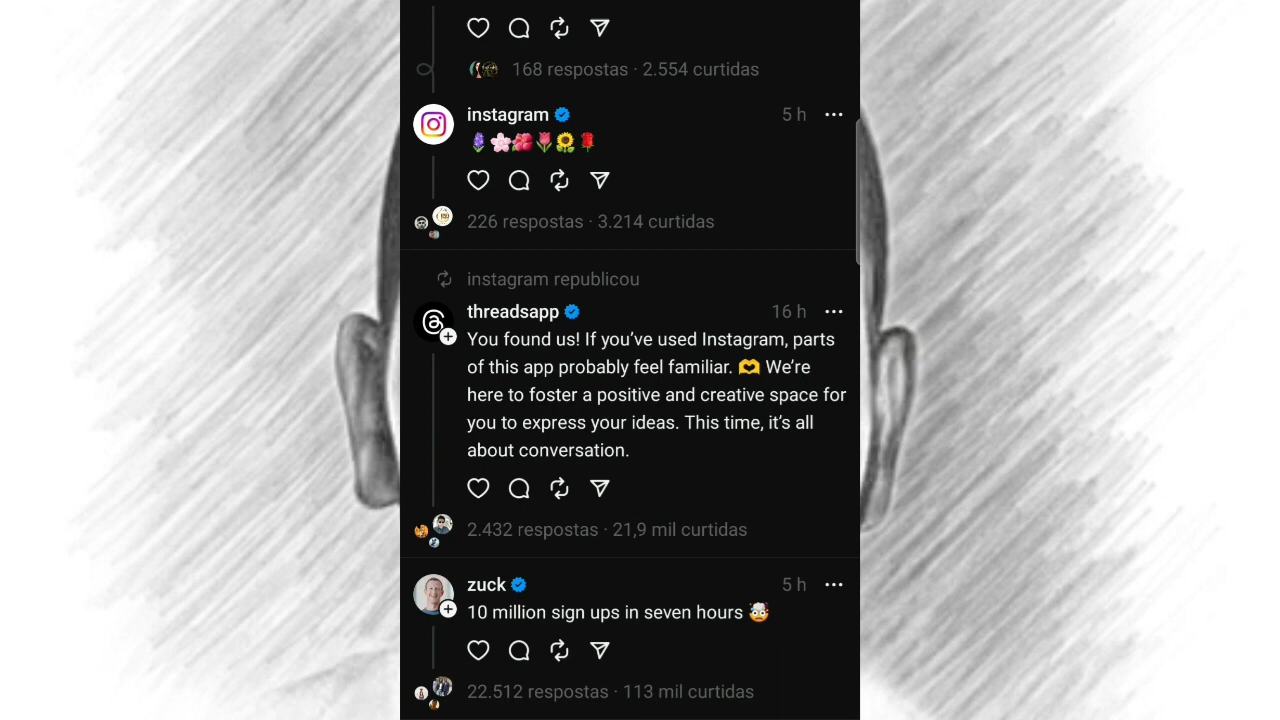 168 respostas · 2.554 curtidas
instagram 5 h
226 respostas · 3.214 curtidas
instagram republicou
threadsapp 16 h
You found us! If you’ve used Instagram, parts
of this app probably feel familiar. 🫶 We’re
here to foster a positive and creative space for
you to express your ideas. This time, it’s all
about conversation.
2.432 respostas · 21,9 mil curtidas
zuck 5 h
10 million sign ups in seven hours 🤯
22.512 respostas · 113 mil curtidas